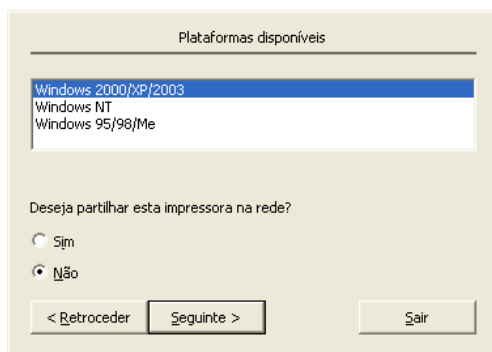 Plataformas disponíveis
Windows 2000/XP/2003
Windows NT
Windows 95/98/Me
Deseja partilhar esta impressora na rede?
Sim
Não
< Retroceder Seguinte > Sair